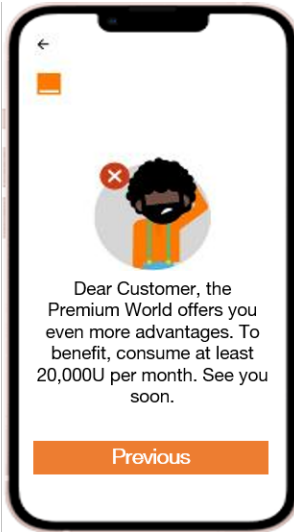 Dear Customer, the
Premium World offers you
even more advantages. To
benefit, consume at least
20,000U per month. See you
soon.
Previous